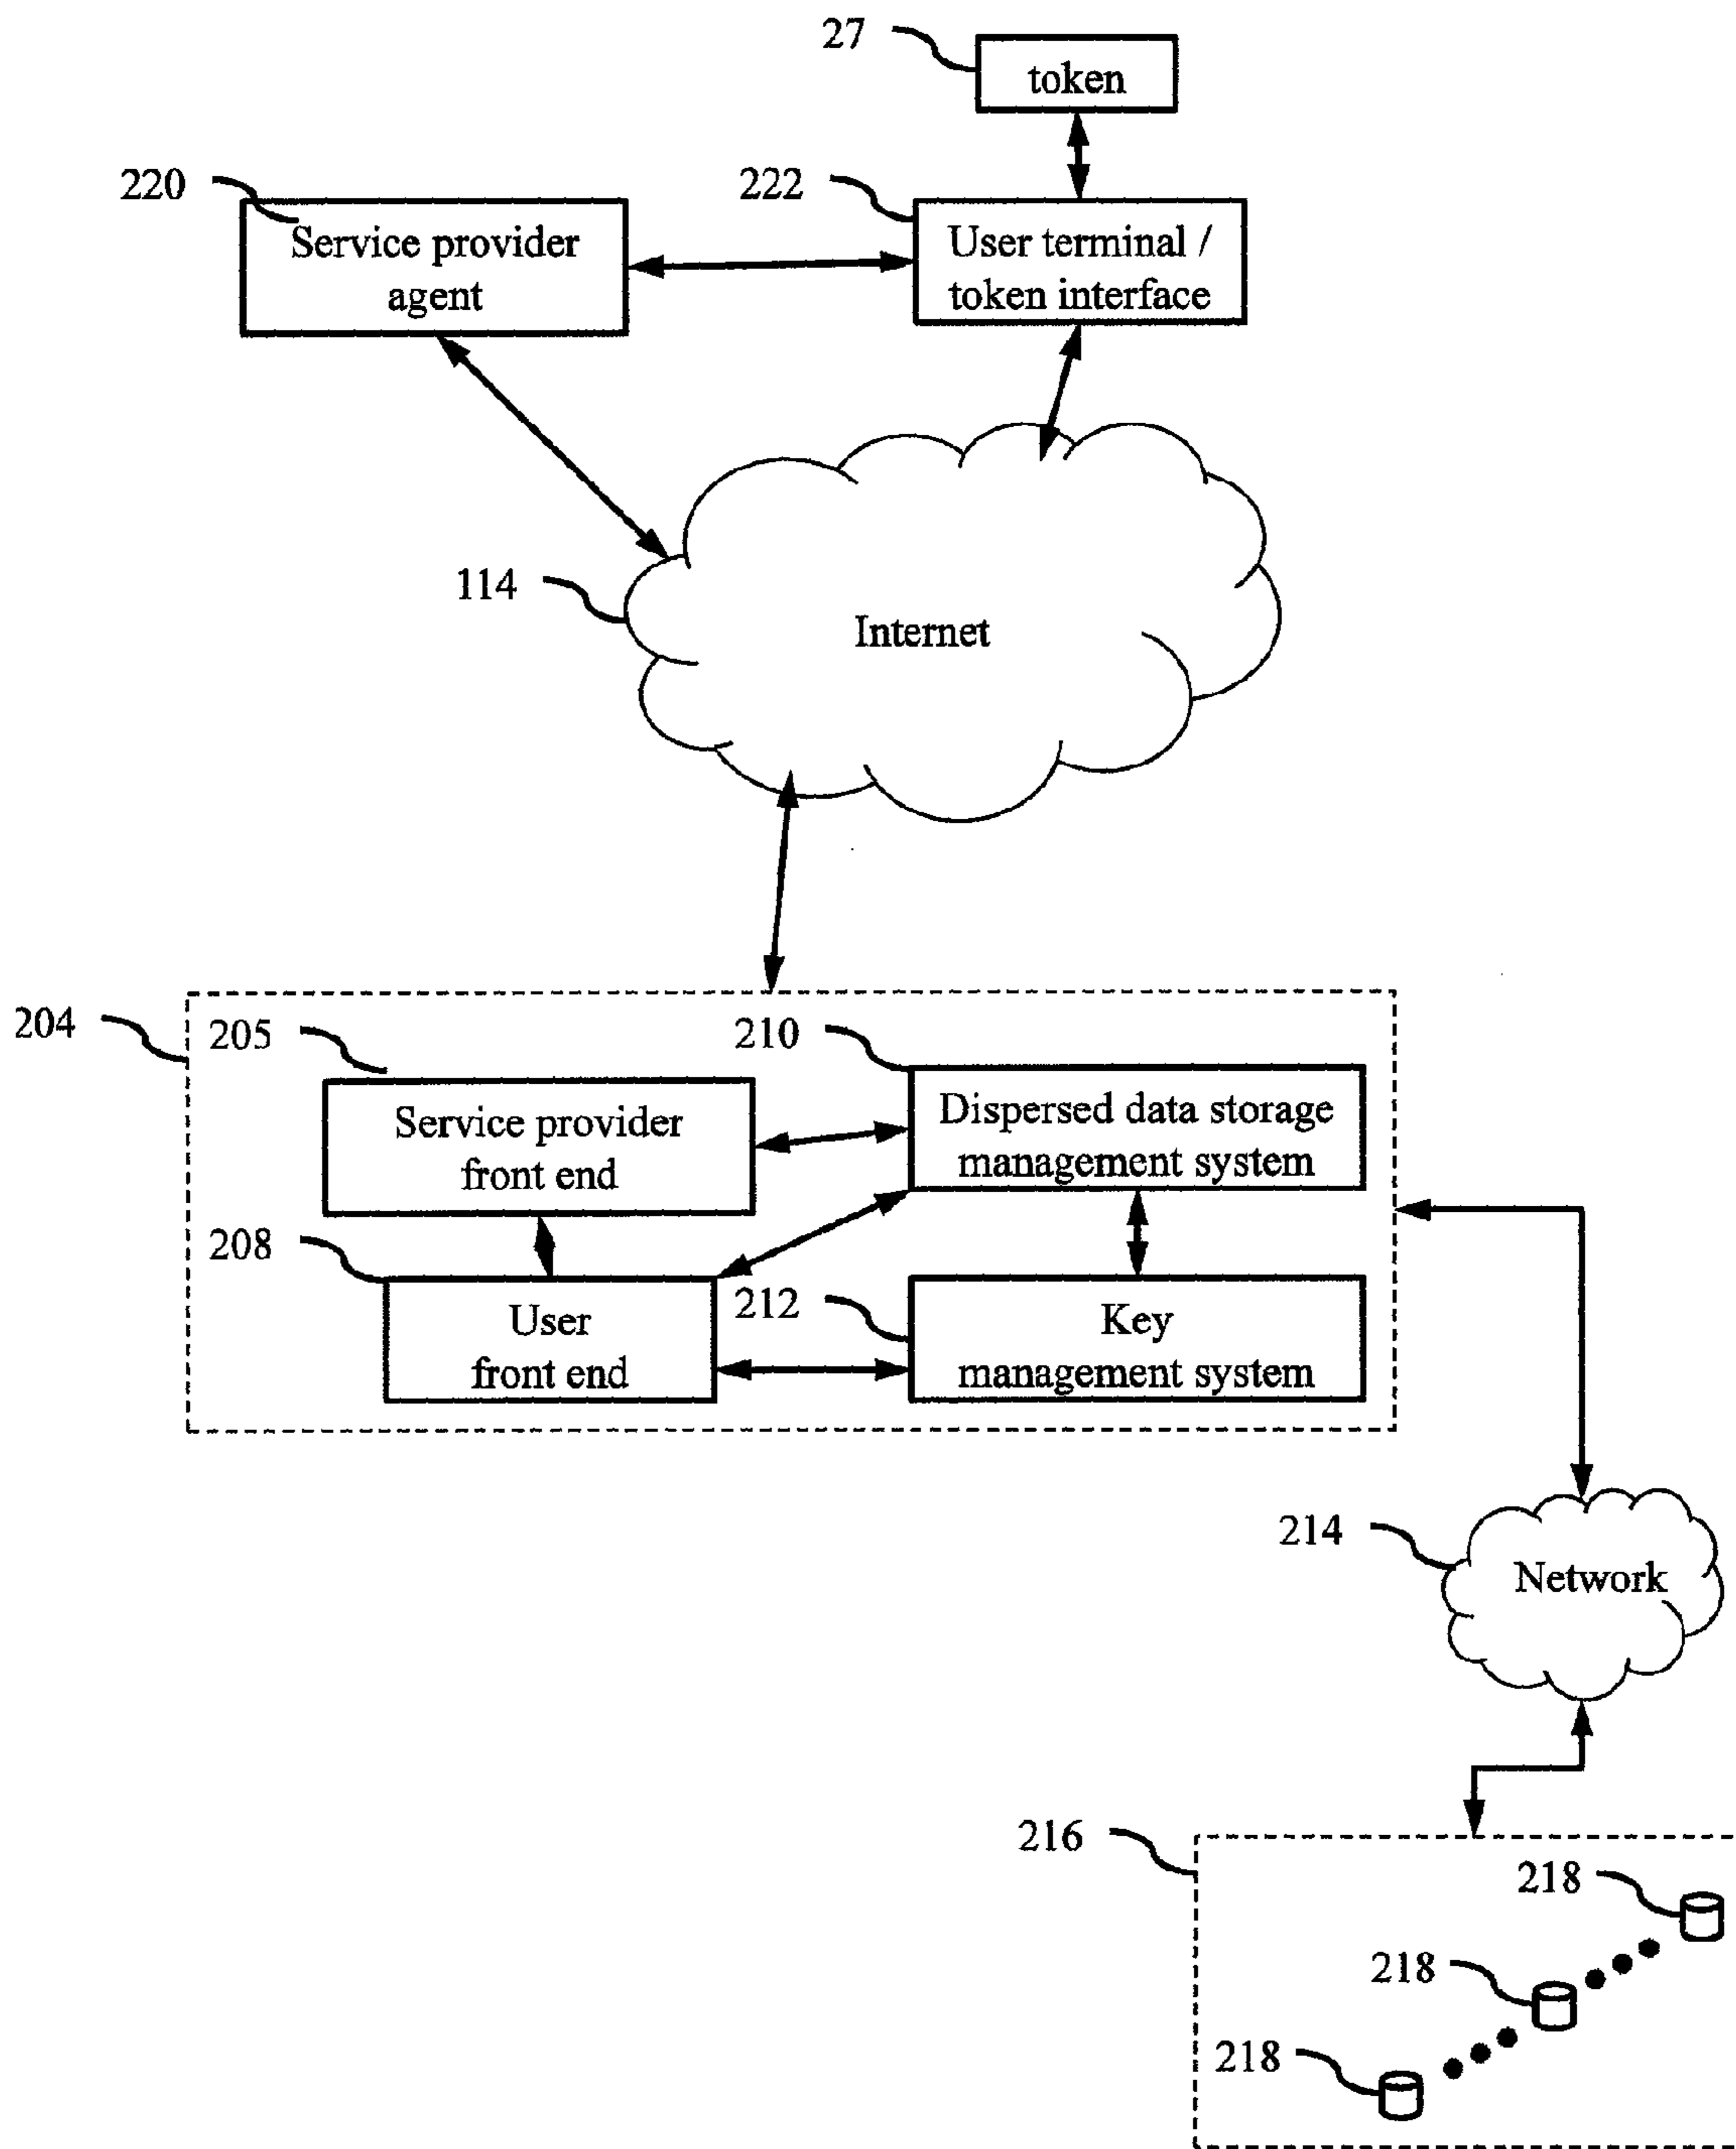 27
token
220
222
Service provider
agent
User terminal /
token interface
114
Internet
204
205
210
Service provider
front end
Dispersed data storage
management system
208
212
User
front end
Key
management system
214
Network
216
218
218
218